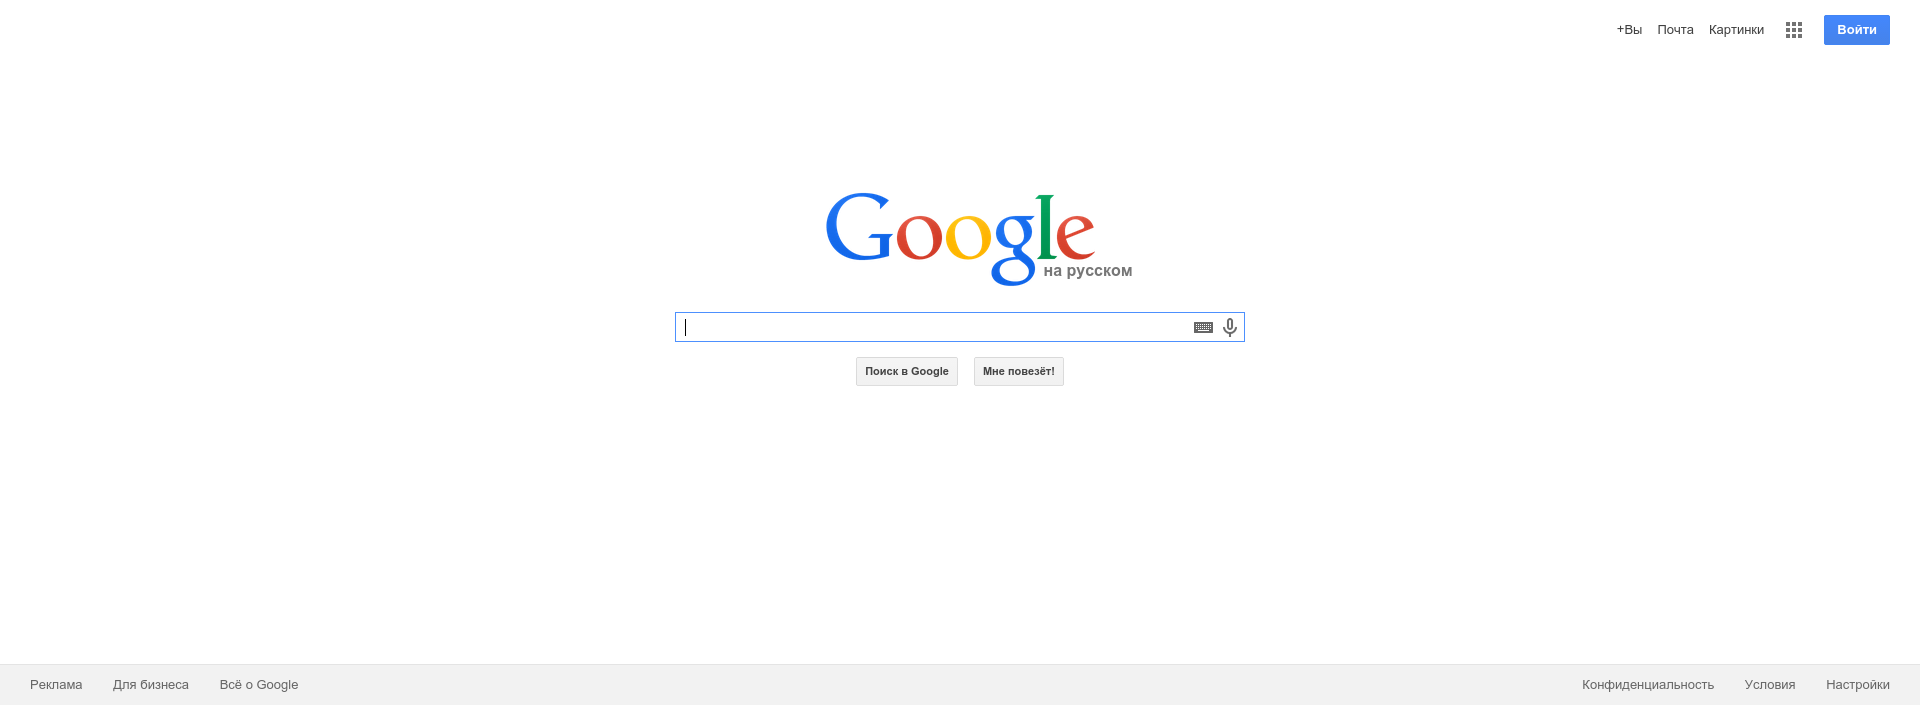 +Вы Почта Картинки Войти
Google
на русском
Поиск в Google Мне повезёт!
Реклама Для бизнеса Всё о Google Конфиденциальность Условия Настройки